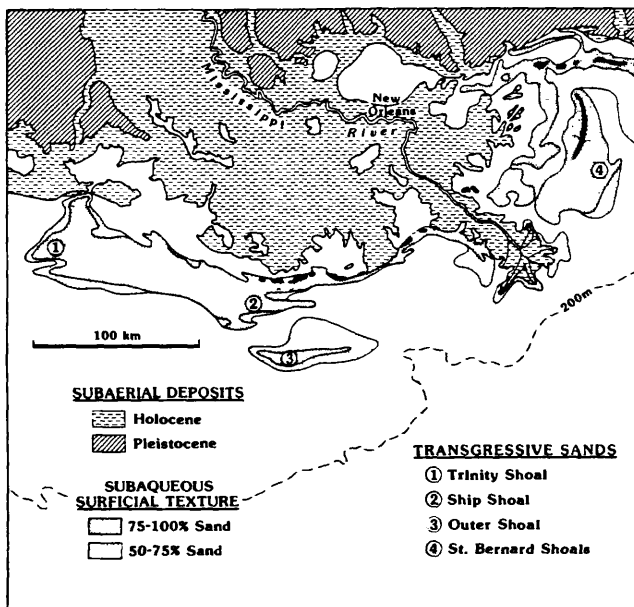 Mississippi
River
New
Orleans
④
①
②
③
200m
100 km
SUBAERIAL DEPOSITS
Holocene
Pleistocene
SUBAQUEOUS
SURFICIAL TEXTURE
75-100% Sand
50-75% Sand
TRANSGRESSIVE SANDS
① Trinity Shoal
② Ship Shoal
③ Outer Shoal
④ St. Bernard Shoals